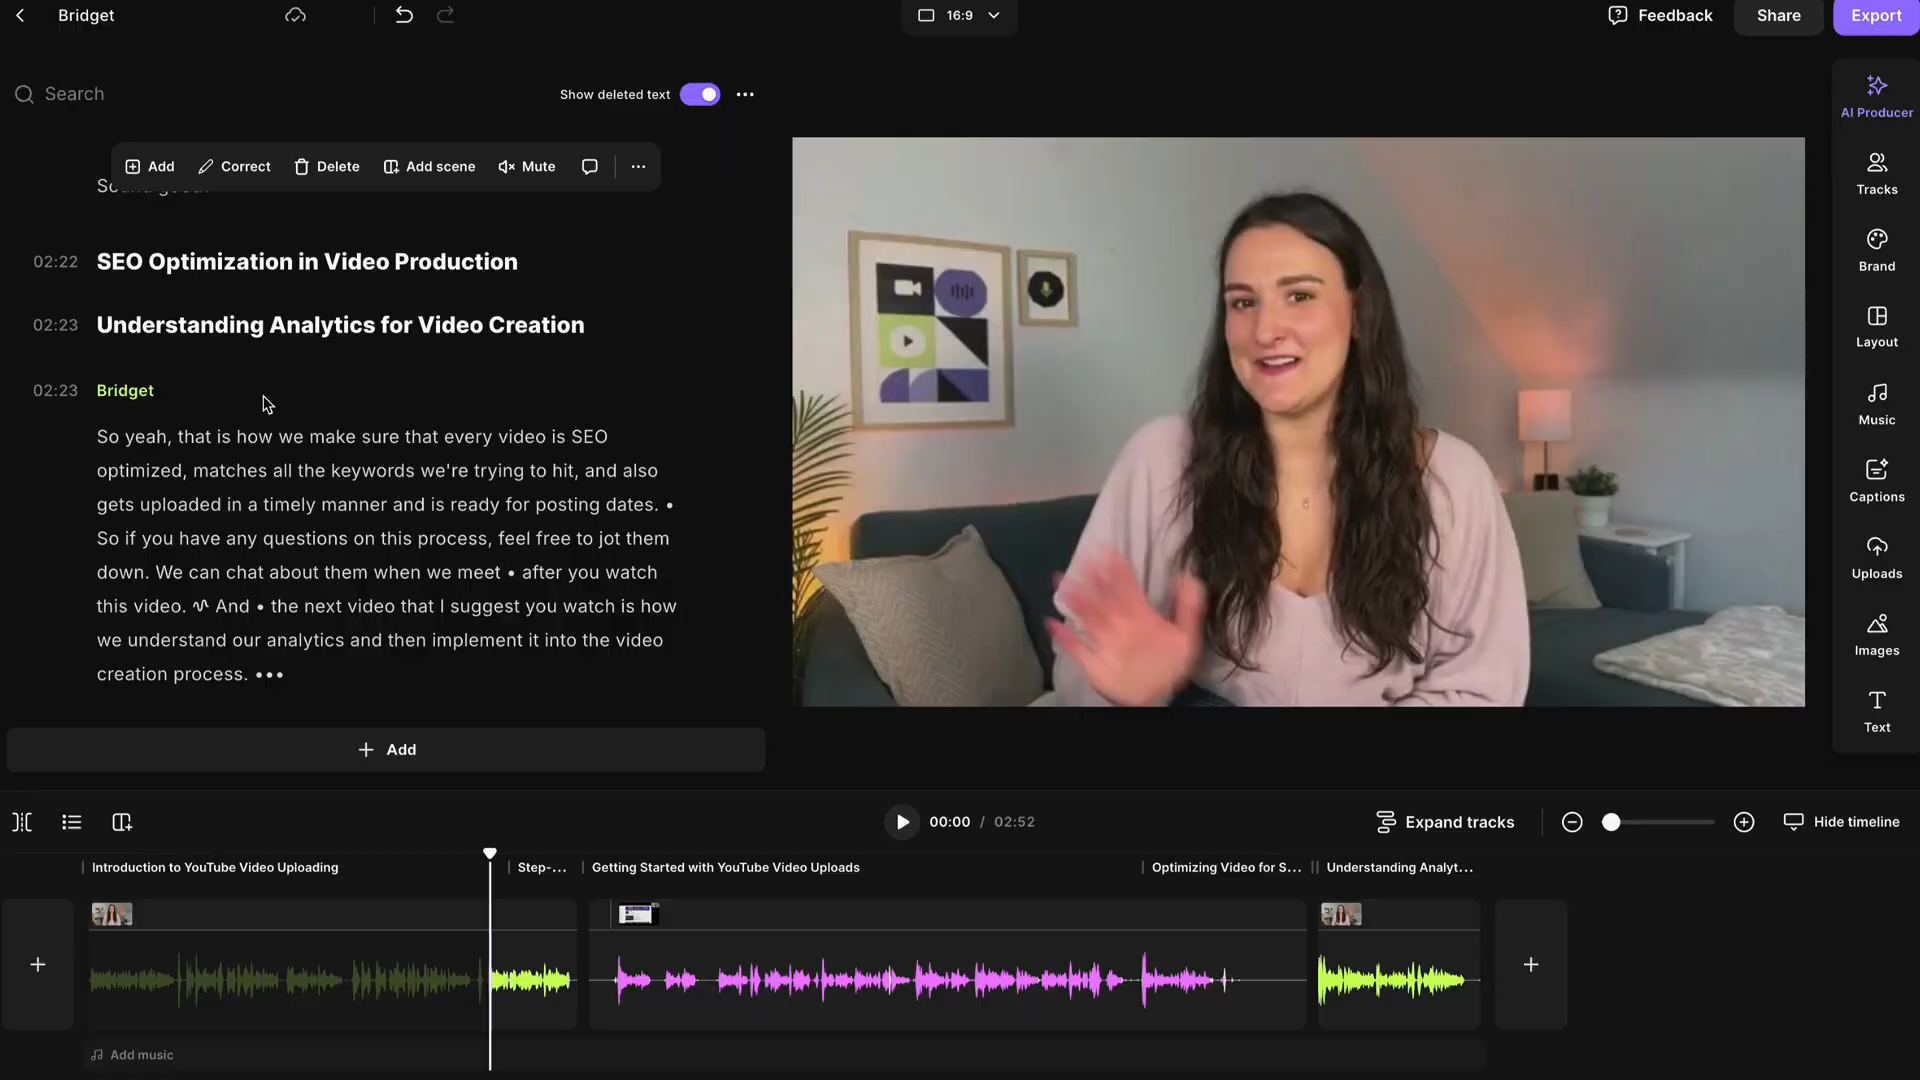 Bridget
16:9
Feedback
Share
Export
Search
Show deleted text
Add
Correct
Delete
Add scene
Mute
Sound good?
02:22 SEO Optimization in Video Production
02:23 Understanding Analytics for Video Creation
02:23 Bridget
So yeah, that is how we make sure that every video is SEO
optimized, matches all the keywords we're trying to hit, and also
gets uploaded in a timely manner and is ready for posting dates. •
So if you have any questions on this process, feel free to jot them
down. We can chat about them when we meet • after you watch
this video. And • the next video that I suggest you watch is how
we understand our analytics and then implement it into the video
creation process. •••
+ Add
AI Producer
Tracks
Brand
Layout
Music
Captions
Uploads
Images
Text
00:00 / 02:52
Expand tracks
Hide timeline
Introduction to YouTube Video Uploading
Step-...
Getting Started with YouTube Video Uploads
Optimizing Video for S...
Understanding Analyt...
Add music